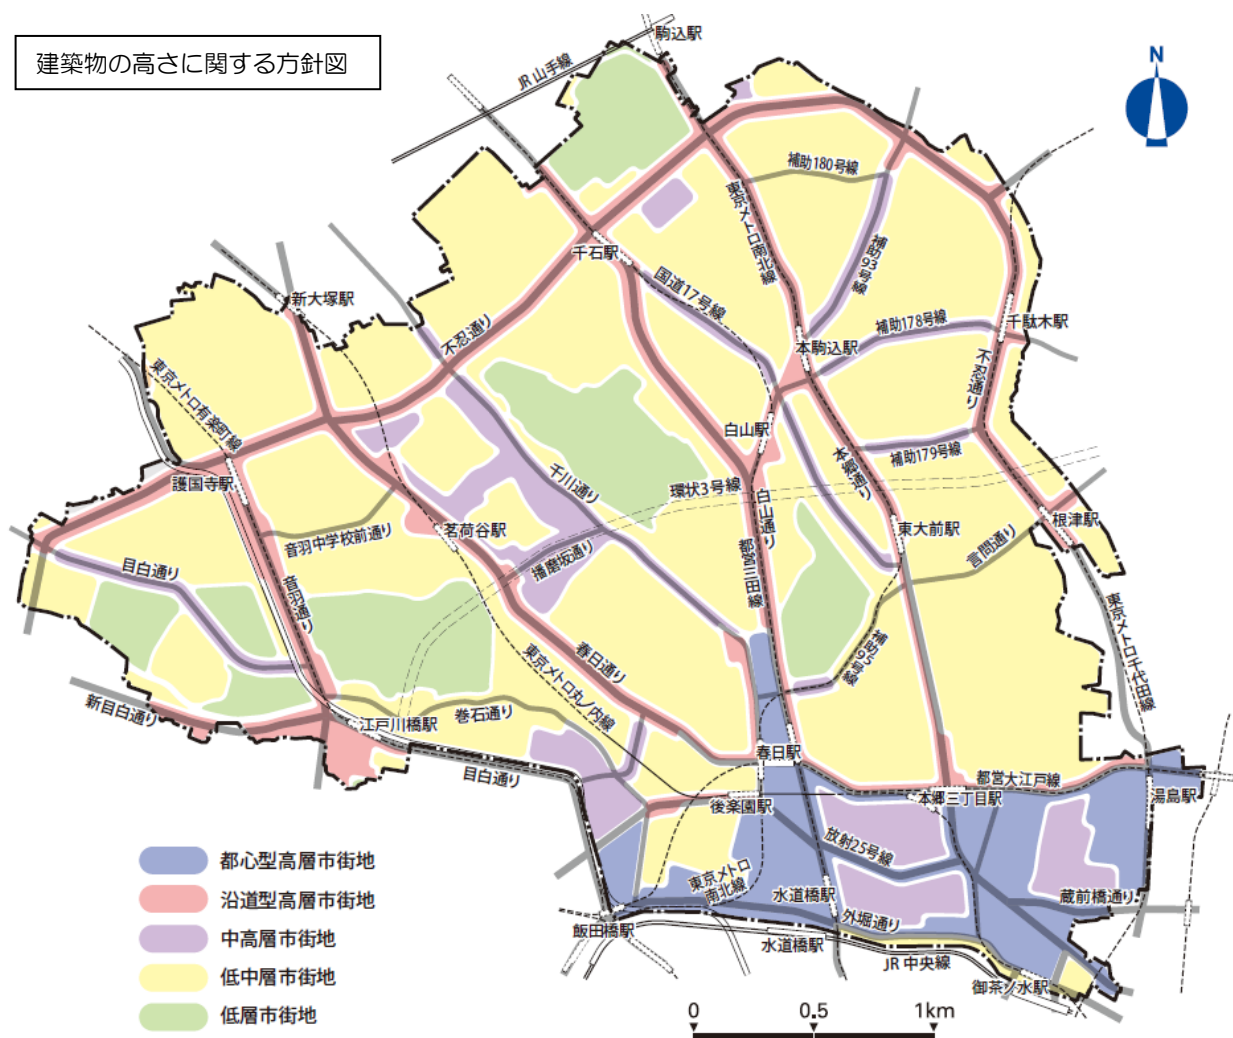 建築物の高さに関する方針図
N
駒込駅
JR山手線
補助180号線
東京メトロ南北線
補助93号線
千石駅
国道17号線
新大塚駅
不忍通り
補助178号線
千駄木駅
本駒込駅
不忍通り
東京メトロ有楽町線
白山駅
本郷通り
補助179号線
千川通り
環状3号線
護国寺駅
白山通り
茗荷谷駅
東大前駅
根津駅
音羽中学校前通り
言問通り
播磨坂通り
都営三田線
目白通り
音羽通り
東京メトロ千代田線
補助95号線
春日通り
東京メトロ丸ノ内線
新目白通り
江戸川橋駅
巻石通り
春日駅
目白通り
都営大江戸線
後楽園駅
本郷三丁目駅
湯島駅
放射25号線
都心型高層市街地
沿道型高層市街地
中高層市街地
低中層市街地
低層市街地
東京メトロ
南北線
水道橋駅
蔵前橋通り
外堀通り
飯田橋駅
水道橋駅
JR中央線
御茶ノ水駅
0 0.5 1km